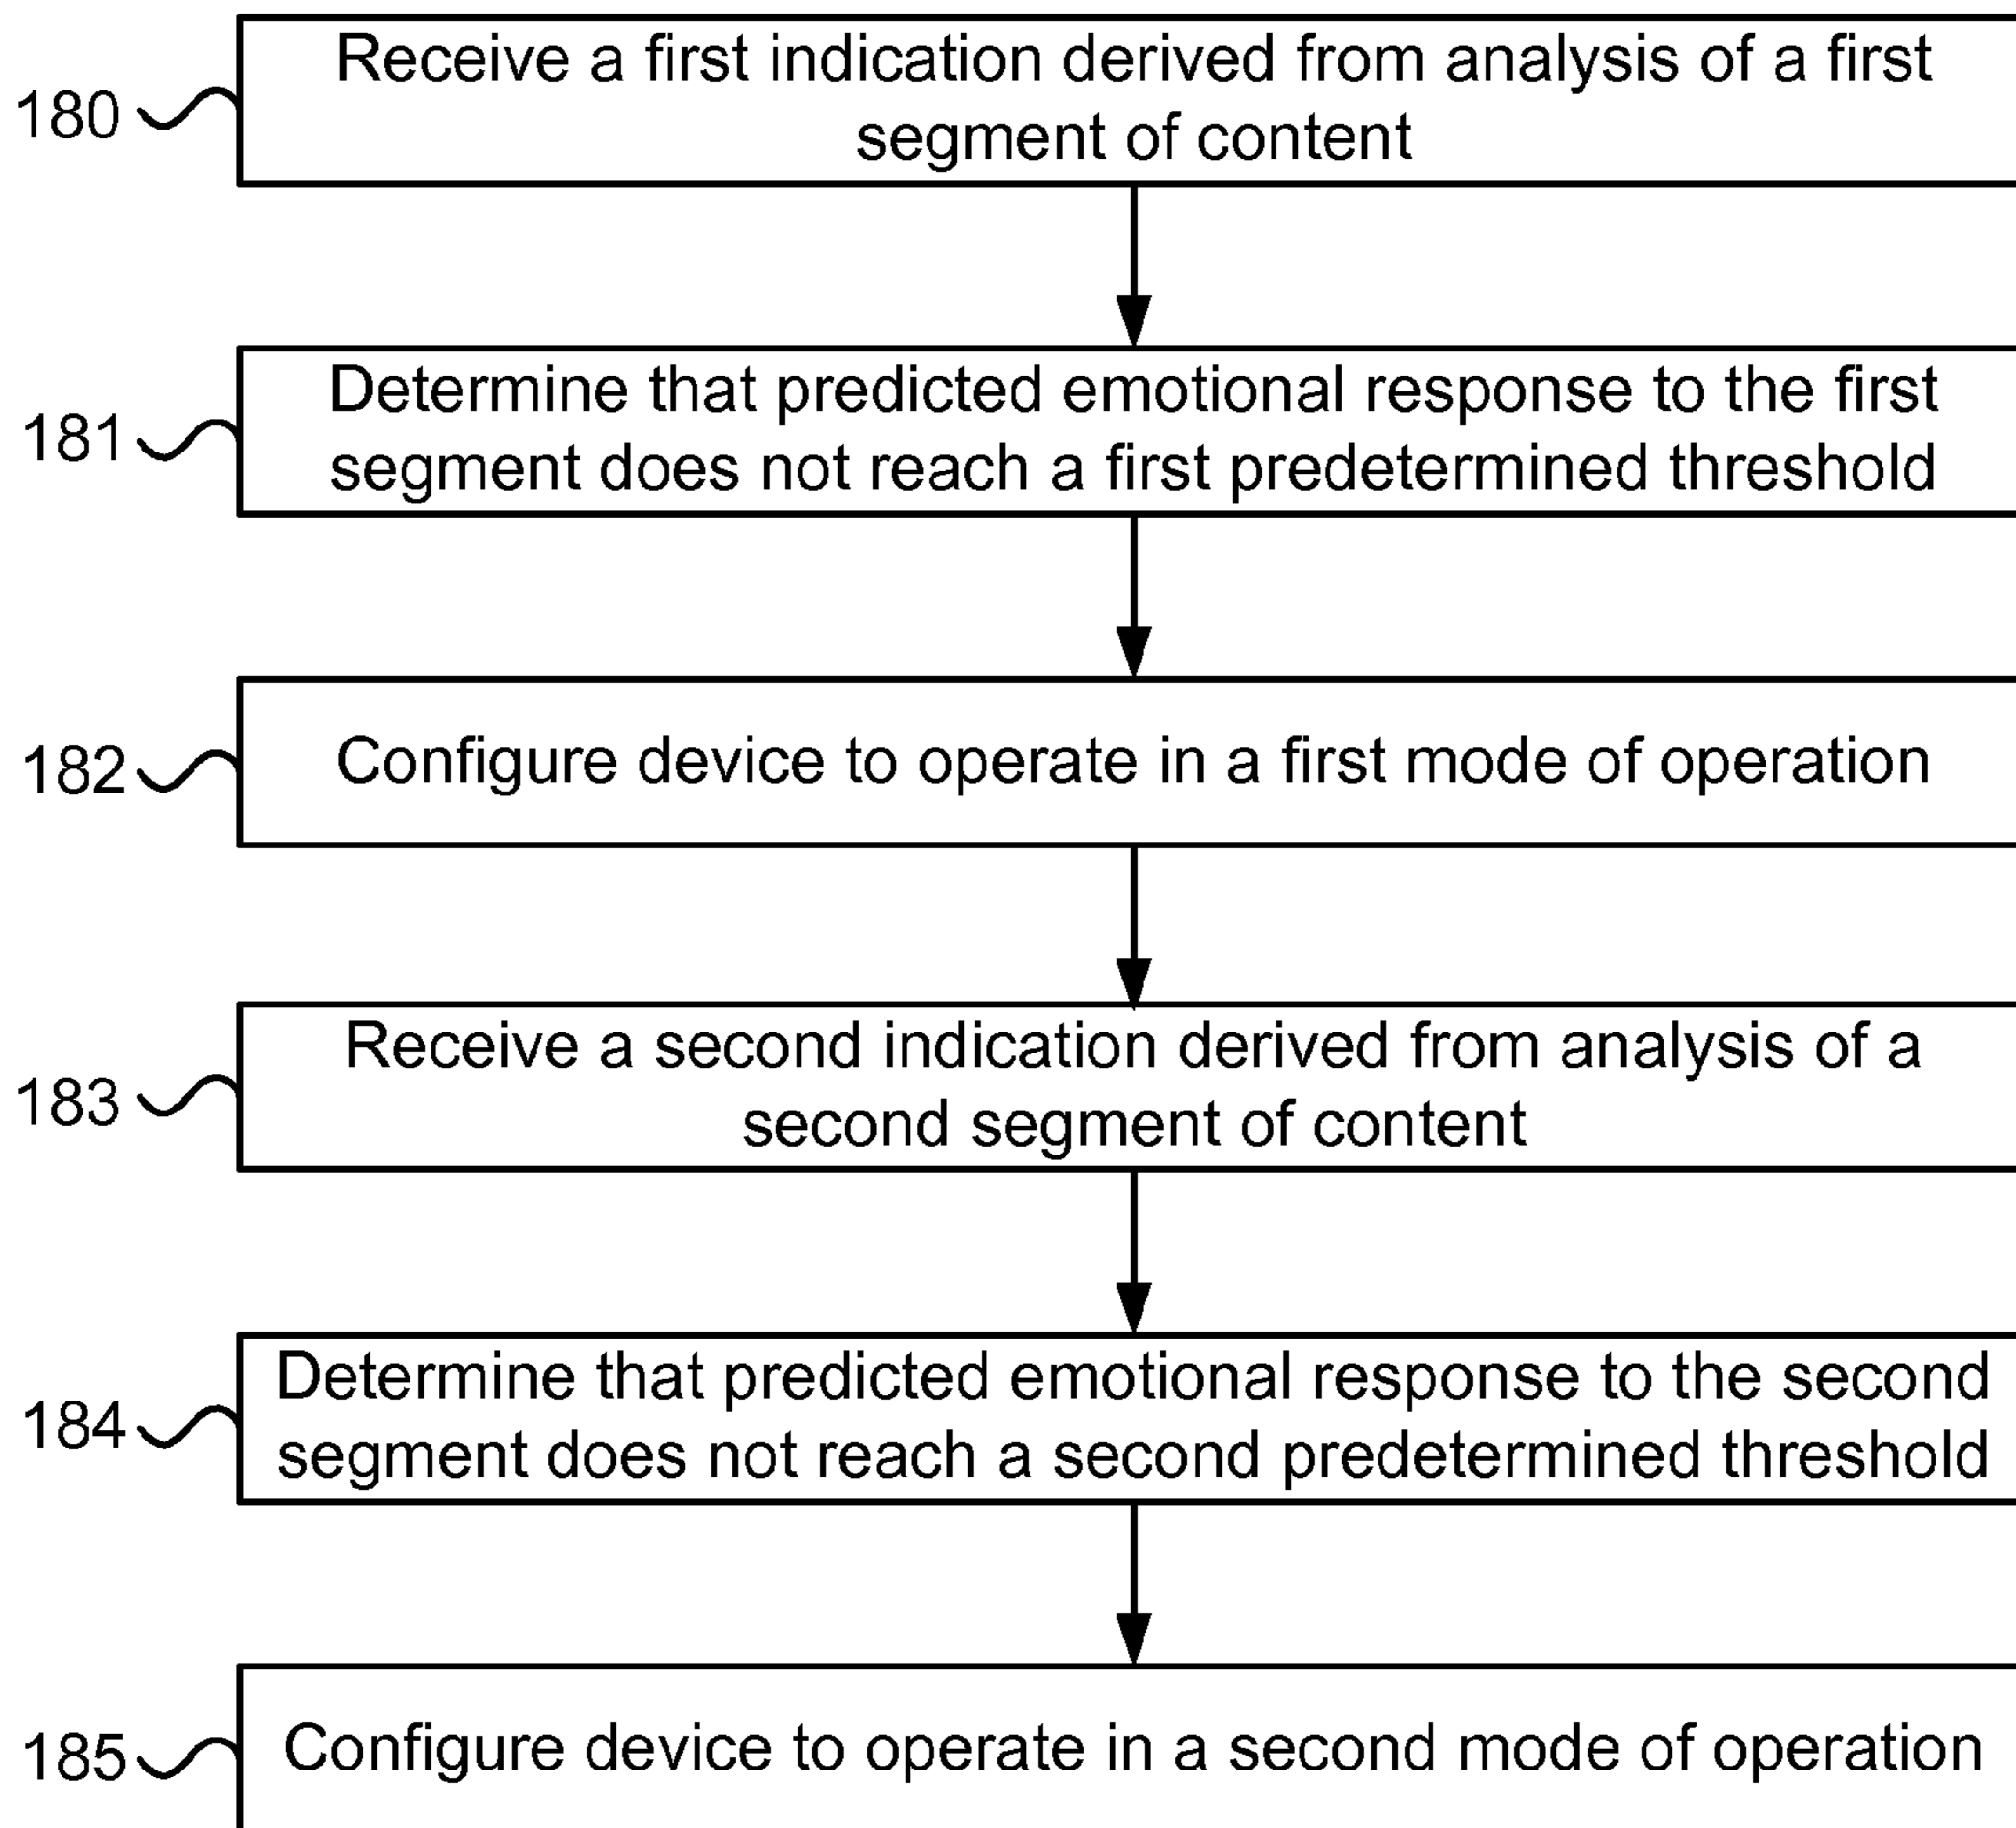 180
Receive a first indication derived from analysis of a first
segment of content
181
Determine that predicted emotional response to the first
segment does not reach a first predetermined threshold
182
Configure device to operate in a first mode of operation
183
Receive a second indication derived from analysis of a
second segment of content
184
Determine that predicted emotional response to the second
segment does not reach a second predetermined threshold
185
Configure device to operate in a second mode of operation